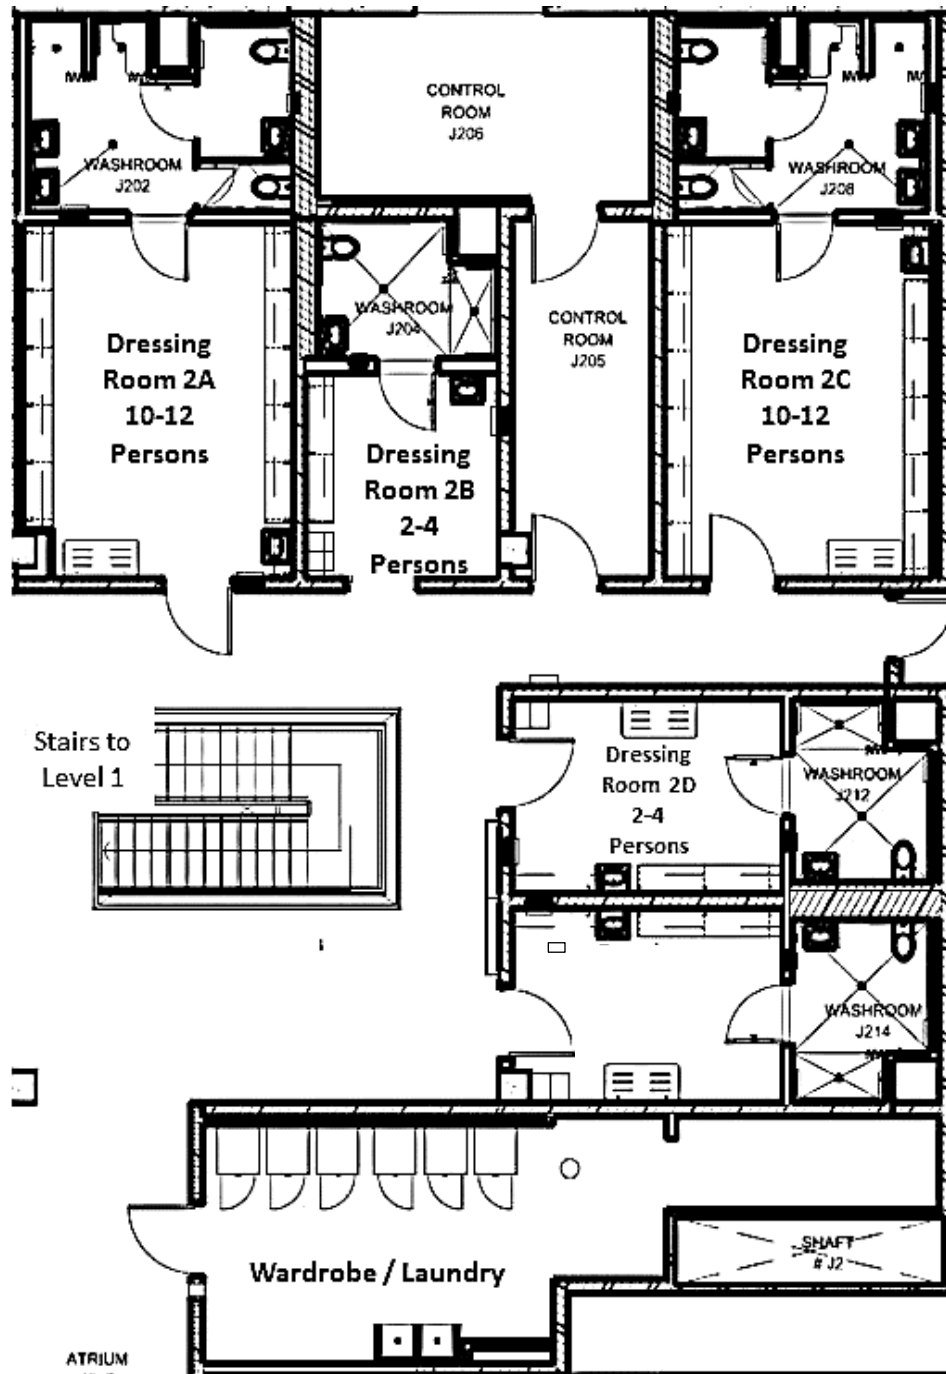 CONTROL
ROOM
J206
WASHROOM
J202
WASHROOM
J208
WASHROOM
J204
CONTROL
ROOM
J205
Dressing
Room 2A
10-12
Persons
Dressing
Room 2B
2-4
Persons
Dressing
Room 2C
10-12
Persons
Stairs to
Level 1
Dressing
Room 2D
2-4
Persons
WASHROOM
J212
WASHROOM
J214
Wardrobe / Laundry
SHAFT
# J2
ATRIUM